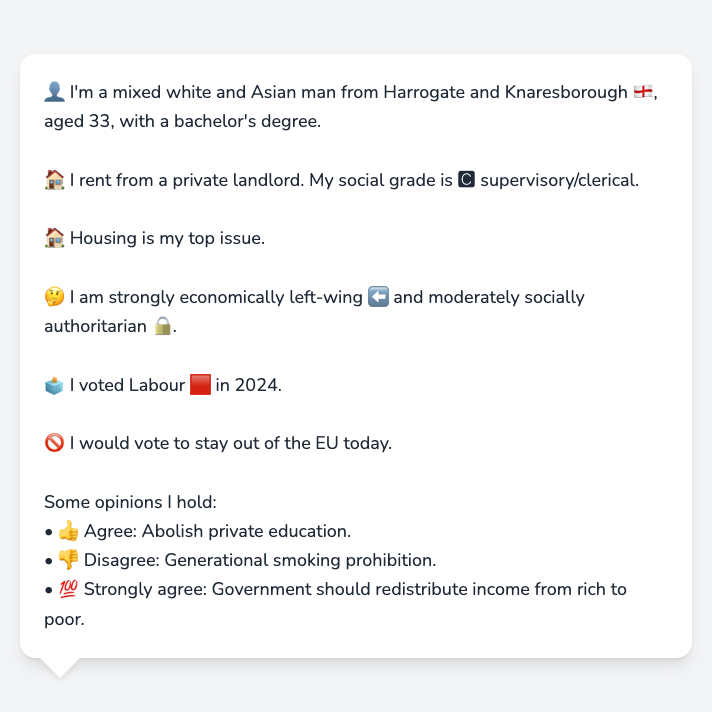 👤 I'm a mixed white and Asian man from Harrogate and Knaresborough 🏴󠁧󠁢󠁥󠁮󠁧󠁿,
aged 33, with a bachelor's degree.
🏠 I rent from a private landlord. My social grade is 🅲 supervisory/clerical.
🏠 Housing is my top issue.
🤔 I am strongly economically left-wing ⬅️ and moderately socially
authoritarian 🔒.
🗳️ I voted Labour 🟥 in 2024.
🚫 I would vote to stay out of the EU today.
Some opinions I hold:
• 👍 Agree: Abolish private education.
• 👎 Disagree: Generational smoking prohibition.
• 💯 Strongly agree: Government should redistribute income from rich to
poor.